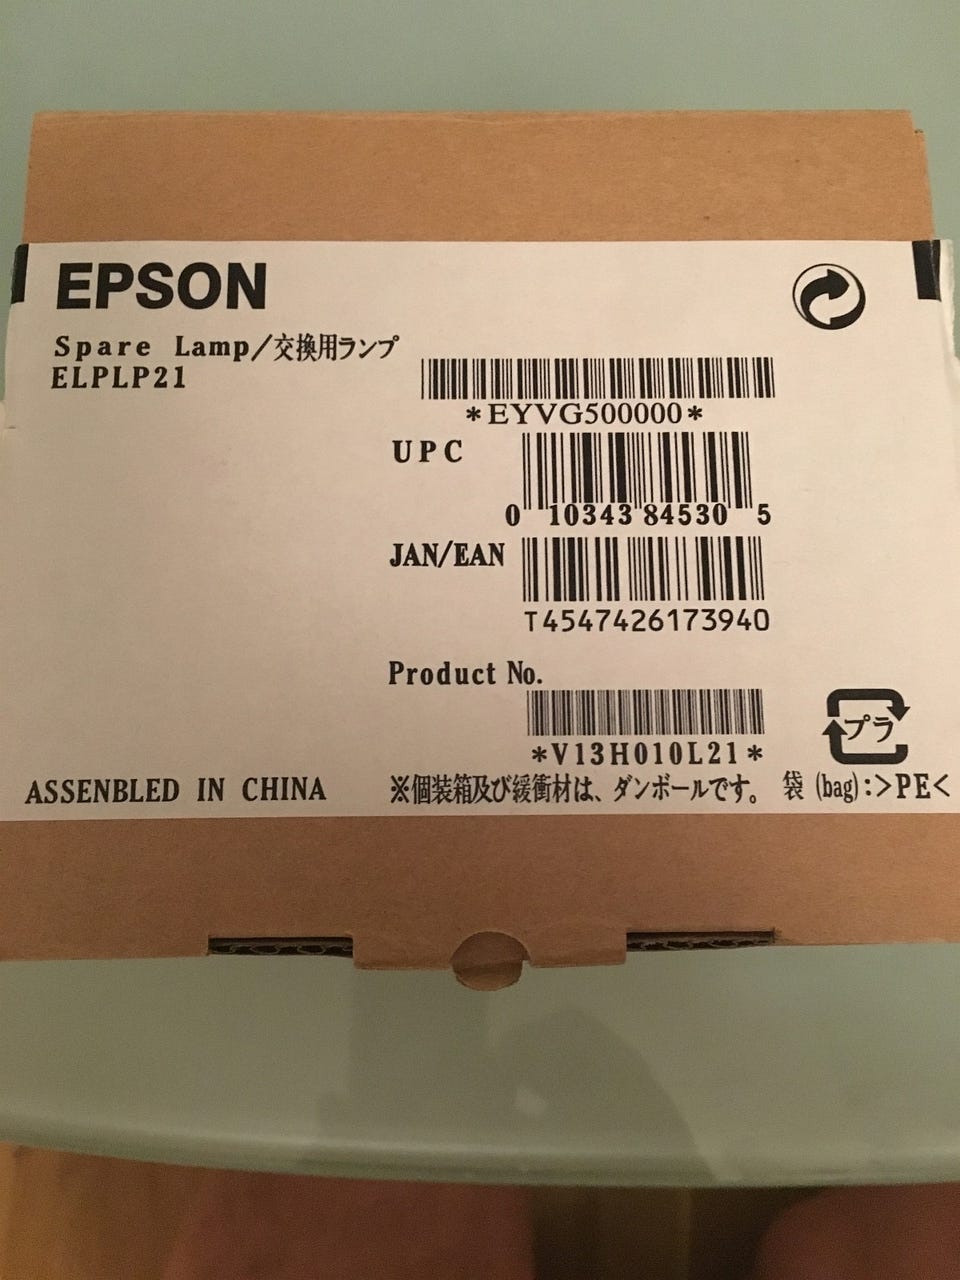 EPSON
Spare Lamp/交換用ランプ
ELPLP21
*EYVG500000*
UPC
0 10343 84530 5
JAN/EAN
T4547426173940
Product No.
*V13H010L21*
プラ
ASSENBLED IN CHINA
※個装箱及び緩衝材は、ダンボールです。 袋 (bag):>PE<